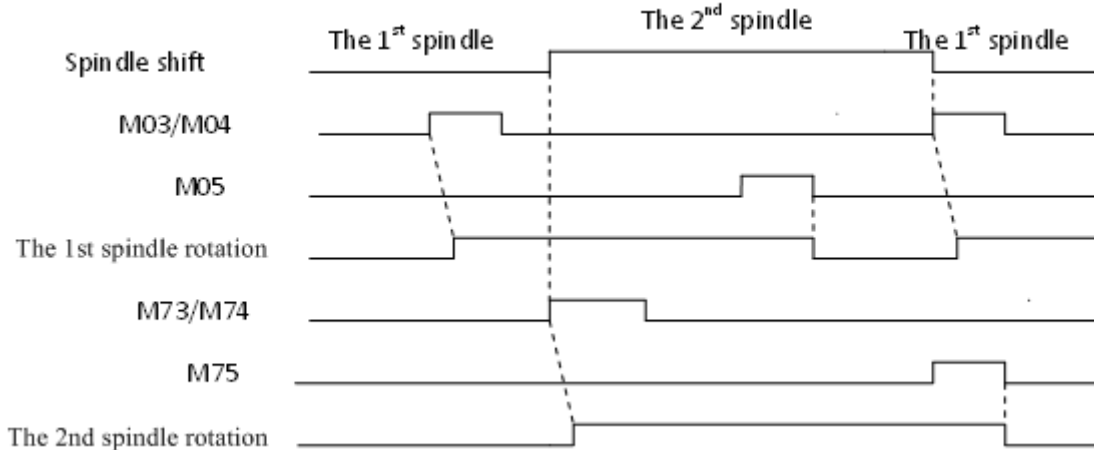 The 1st spindle The 2nd spindle The 1st spindle
Spindle shift
M03/M04
M05
The 1st spindle rotation
M73/M74
M75
The 2nd spindle rotation